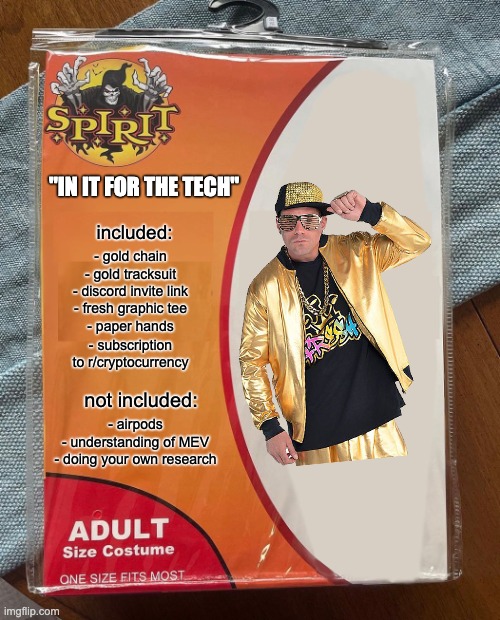 SPIRIT
"IN IT FOR THE TECH"
included:
- gold chain
- gold tracksuit
- discord invite link
- fresh graphic tee
- paper hands
- subscription
to r/cryptocurrency
not included:
- airpods
- understanding of MEV
- doing your own research
ADULT
Size Costume
ONE SIZE FITS MOST
imgflip.com